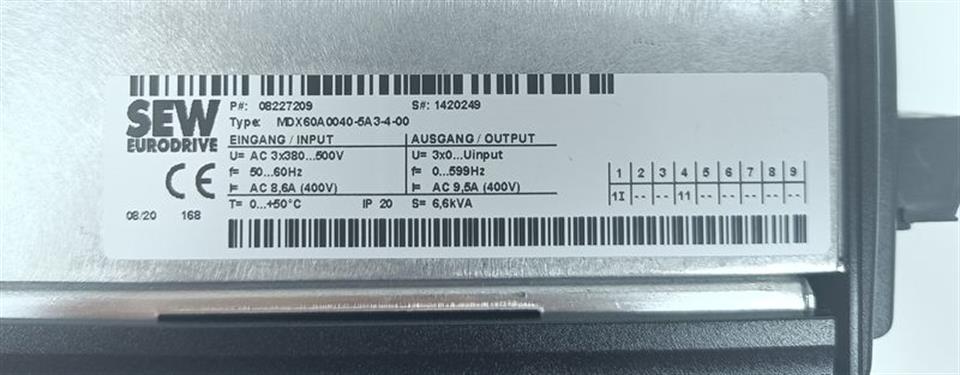 SEW
EURODRIVE
P#: 08227209 S#: 1420249
Type: MDX60A0040-5A3-4-00
EINGANG / INPUT AUSGANG / OUTPUT
U= AC 3x380...500V U= 3x0...Uinput
f= 50...60Hz f= 0...599Hz
I= AC 8,6A (400V) I= AC 9,5A (400V)
T= 0...+50°C IP 20 S= 6,6kVA
CE
08/20 168
1 2 3 4 5 6 7 8 9
1I -- -- 11 -- -- -- -- --